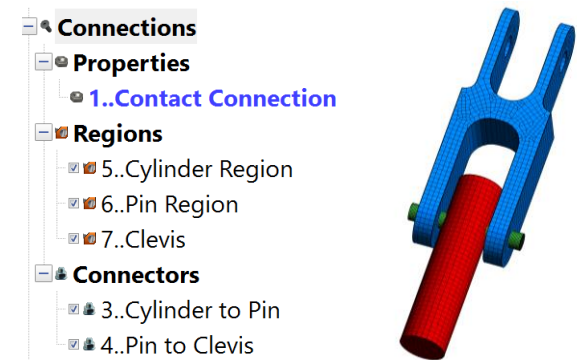 Connections
Properties
1..Contact Connection
Regions
5..Cylinder Region
6..Pin Region
7..Clevis
Connectors
3..Cylinder to Pin
4..Pin to Clevis